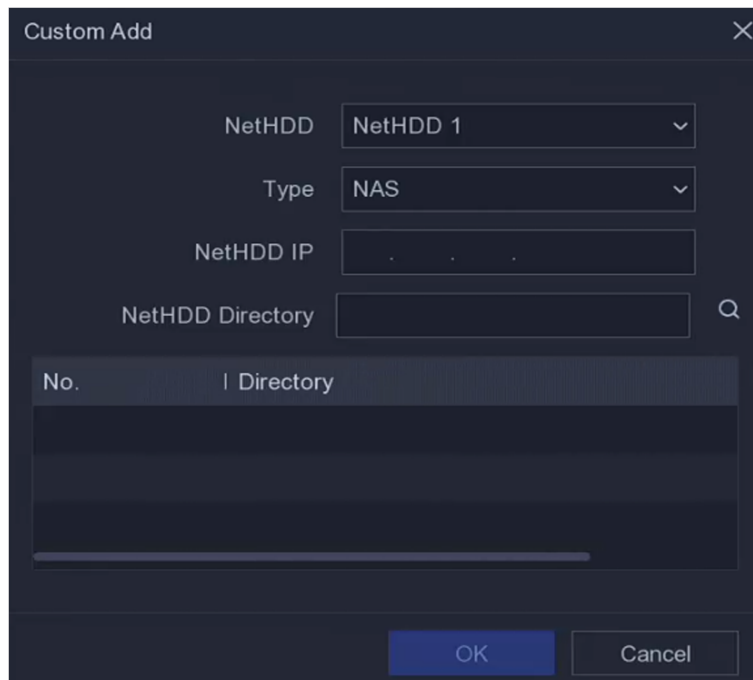 Custom Add
NetHDD NetHDD 1
Type NAS
NetHDD IP . . .
NetHDD Directory
No. Directory
OK Cancel